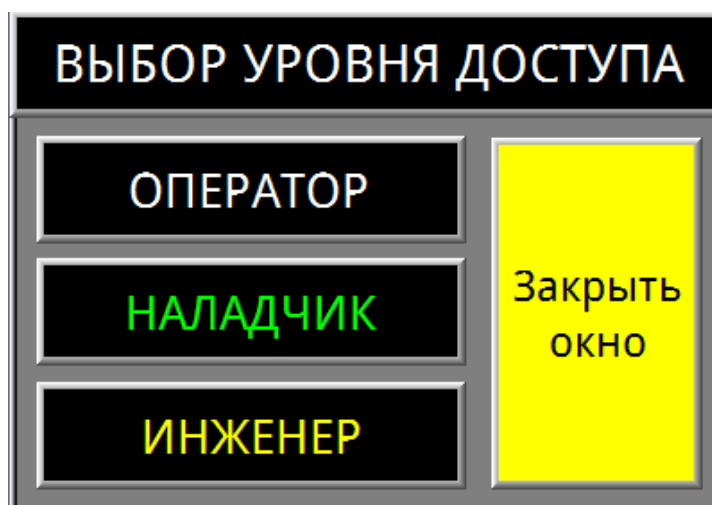 ВЫБОР УРОВНЯ ДОСТУПА
ОПЕРАТОР
НАЛАДЧИК
ИНЖЕНЕР
Закрыть
окно